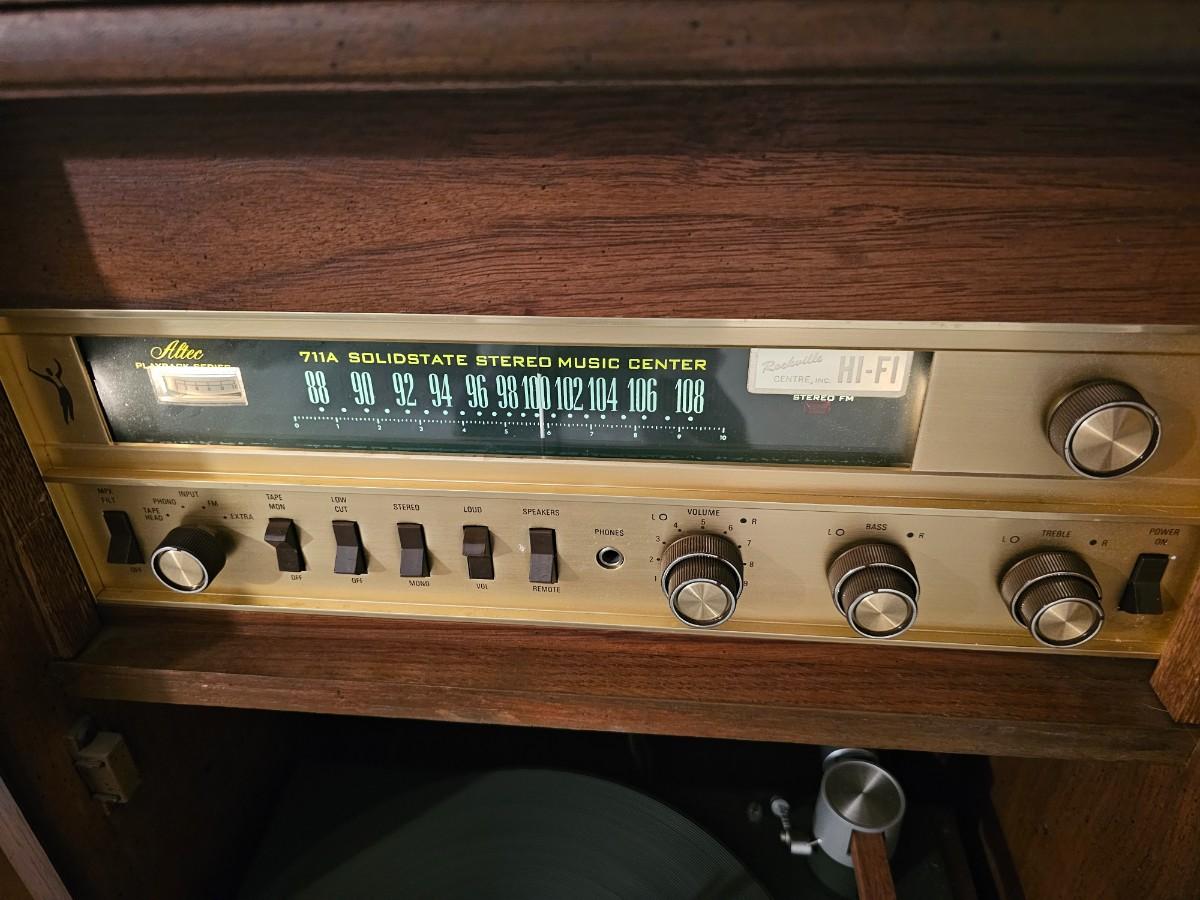 Altec
PLAYBACK SERIES
711A SOLIDSTATE STEREO MUSIC CENTER
88 90 92 94 96 98 100 102 104 106 108
0 1 2 3 4 5 6 7 8 9 10
Rockville
CENTRE, INC. HI-FI
STEREO FM
MPX
FILT
OFF
INPUT
PHONO FM
TAPE
HEAD
EXTRA
TAPE
MON
OFF
LOW
CUT
OFF
STEREO
MONO
LOUD
VOL
SPEAKERS
REMOTE
PHONES
VOLUME
L R
1 2 3 4 5 6 7 8 9
BASS
L R
TREBLE
L R
POWER
ON